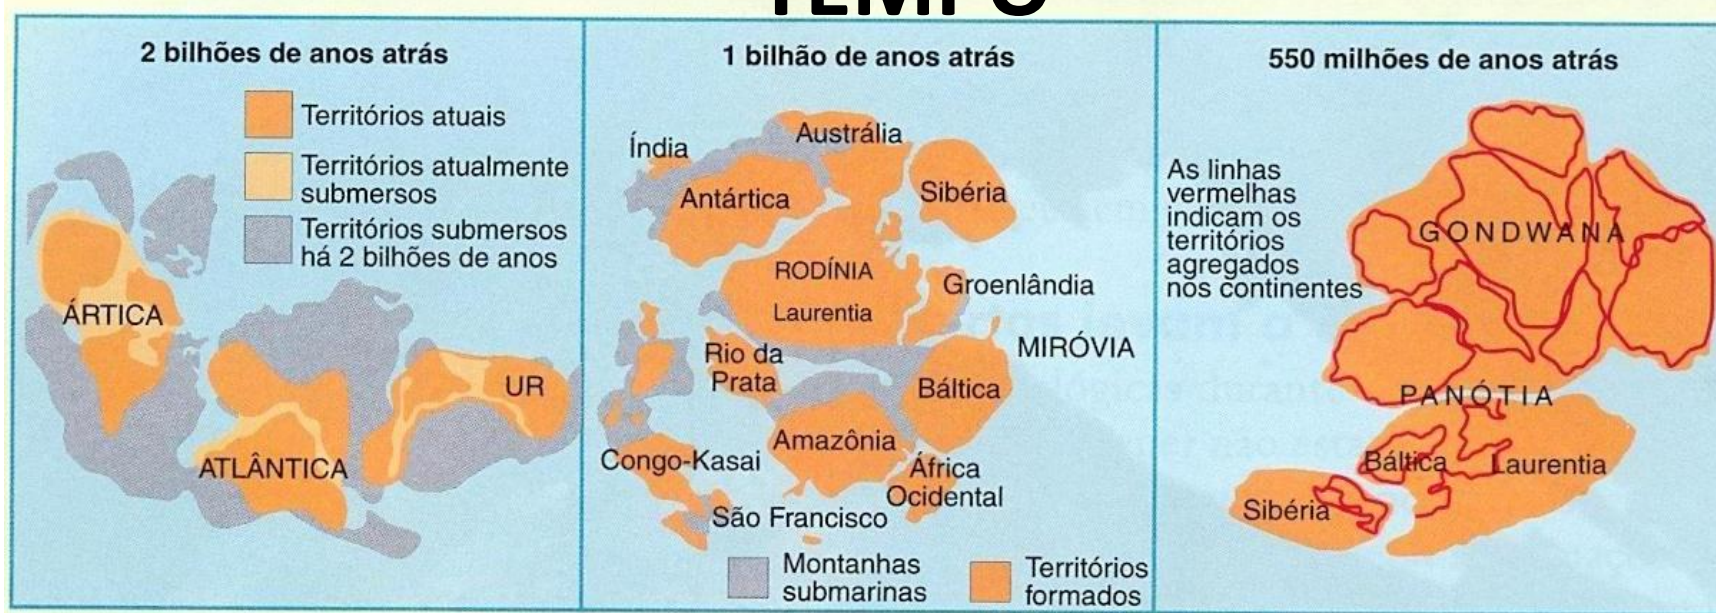 TEMPO
2 bilhões de anos atrás
Territórios atuais
Territórios atualmente
submersos
Territórios submersos
há 2 bilhões de anos
ÁRTICA
ATLÂNTICA
UR
1 bilhão de anos atrás
Índia
Austrália
Antártica
Sibéria
RODÍNIA
Laurentia
Groenlândia
MIRÓVIA
Rio da
Prata
Báltica
Amazônia
Congo-Kasai
África
Ocidental
São Francisco
Montanhas
submarinas
Territórios
formados
550 milhões de anos atrás
As linhas
vermelhas
indicam os
territórios
agregados
nos continentes
GONDWANA
PANÓTIA
Báltica
Laurentia
Sibéria